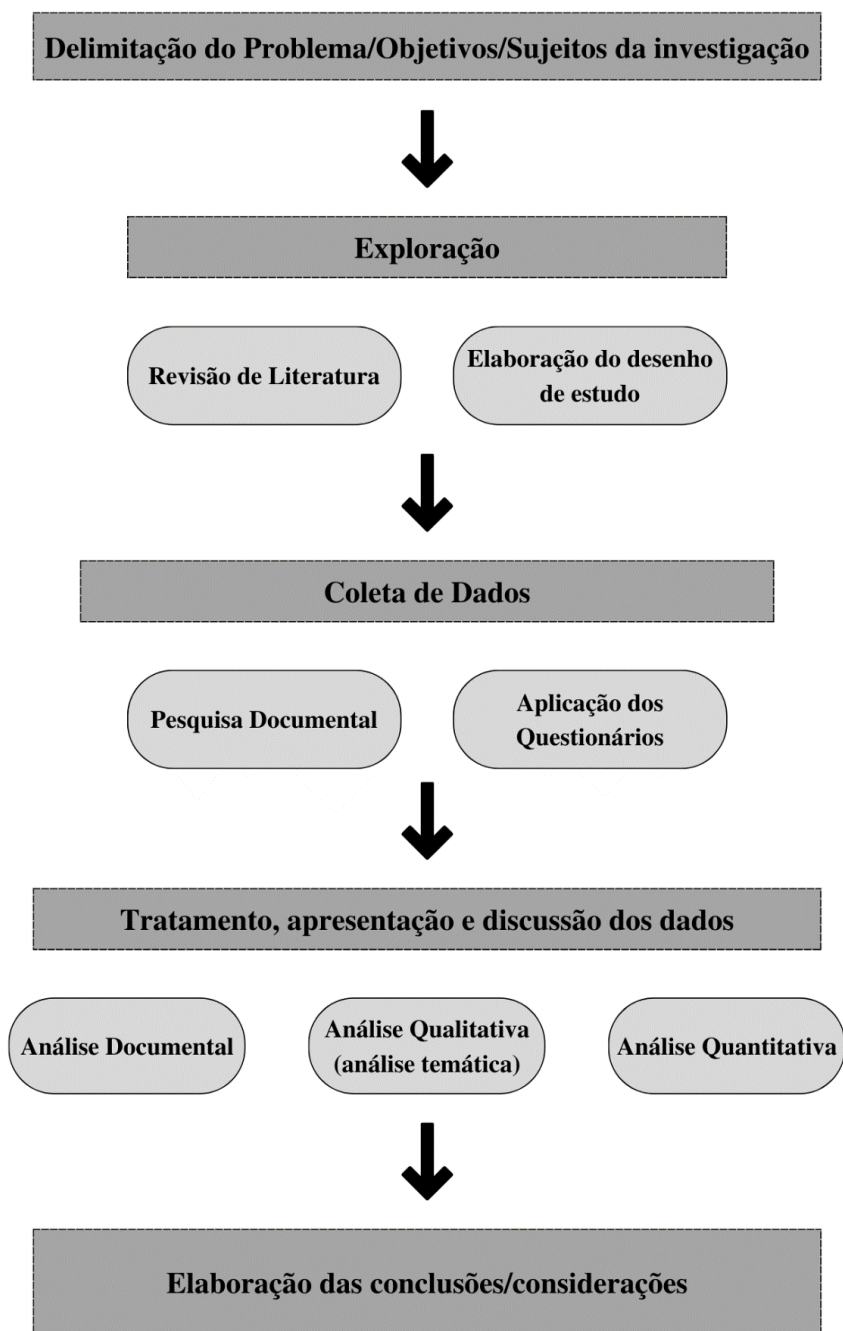 Delimitação do Problema/Objetivos/Sujeitos da investigação
Exploração
Revisão de Literatura
Elaboração do desenho
de estudo
Coleta de Dados
Pesquisa Documental
Aplicação dos
Questionários
Tratamento, apresentação e discussão dos dados
Análise Documental
Análise Qualitativa
(análise temática)
Análise Quantitativa
Elaboração das conclusões/considerações